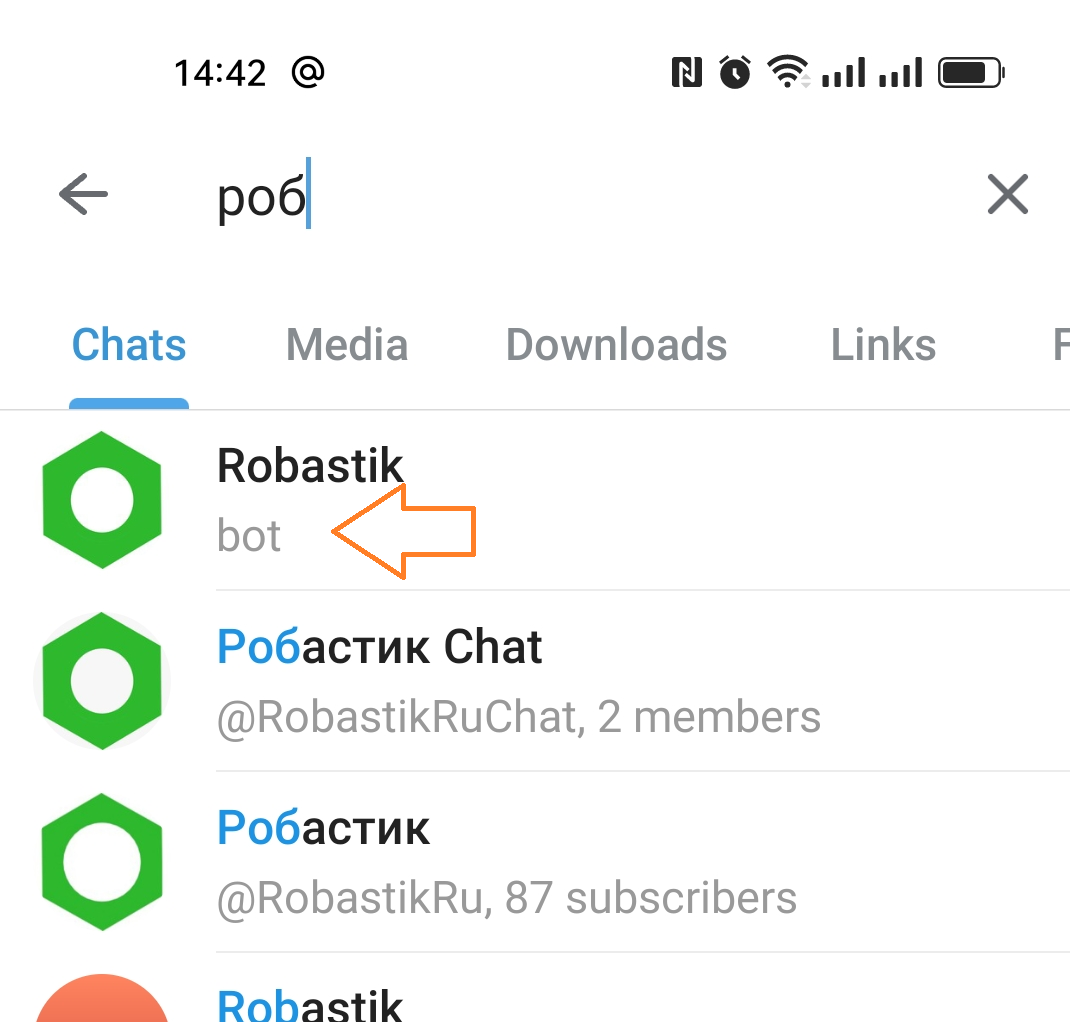 14:42 @
роб
Chats Media Downloads Links F
Robastik
bot
Робастик Chat
@RobastikRuChat, 2 members
Робастик
@RobastikRu, 87 subscribers
Robastik